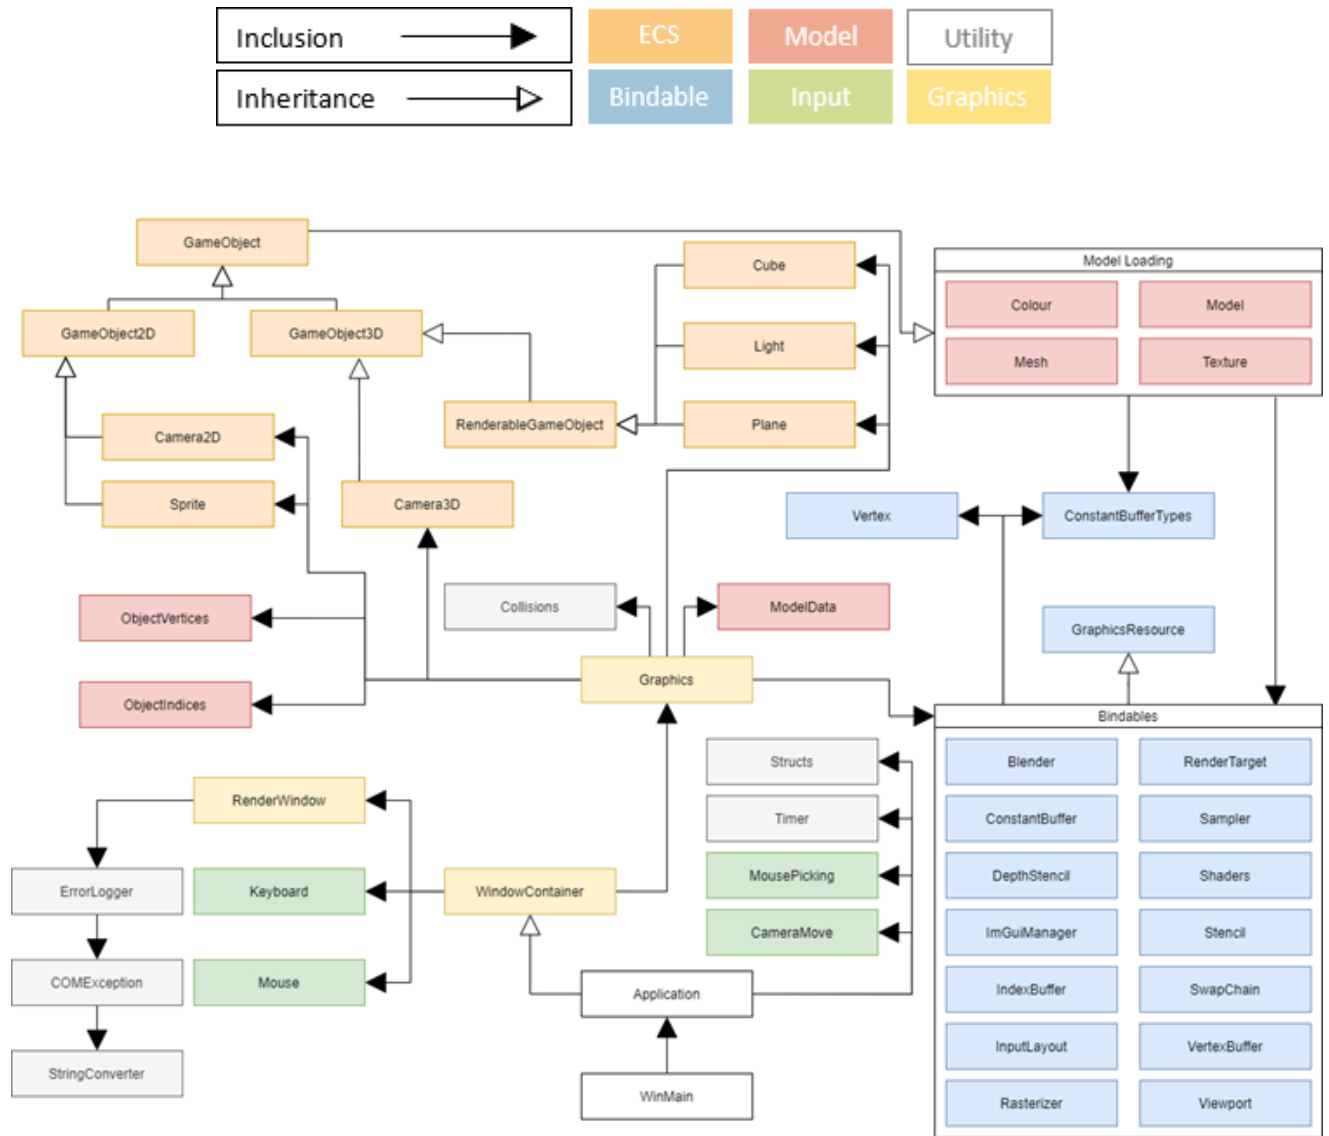 Inclusion
ECS
Model
Utility
Inheritance
Bindable
Input
Graphics
GameObject
Cube
Model Loading
Colour
Model
GameObject2D
GameObject3D
Light
Mesh
Texture
Camera2D
RenderableGameObject
Plane
Sprite
Camera3D
Vertex
ConstantBufferTypes
Collisions
ModelData
ObjectVertices
GraphicsResource
Graphics
ObjectIndices
Bindables
Structs
Blender
RenderTarget
RenderWindow
Timer
ConstantBuffer
Sampler
ErrorLogger
Keyboard
WindowContainer
MousePicking
DepthStencil
Shaders
CameraMove
ImGuiManager
Stencil
COMException
Mouse
Application
IndexBuffer
SwapChain
InputLayout
VertexBuffer
StringConverter
WinMain
Rasterizer
Viewport